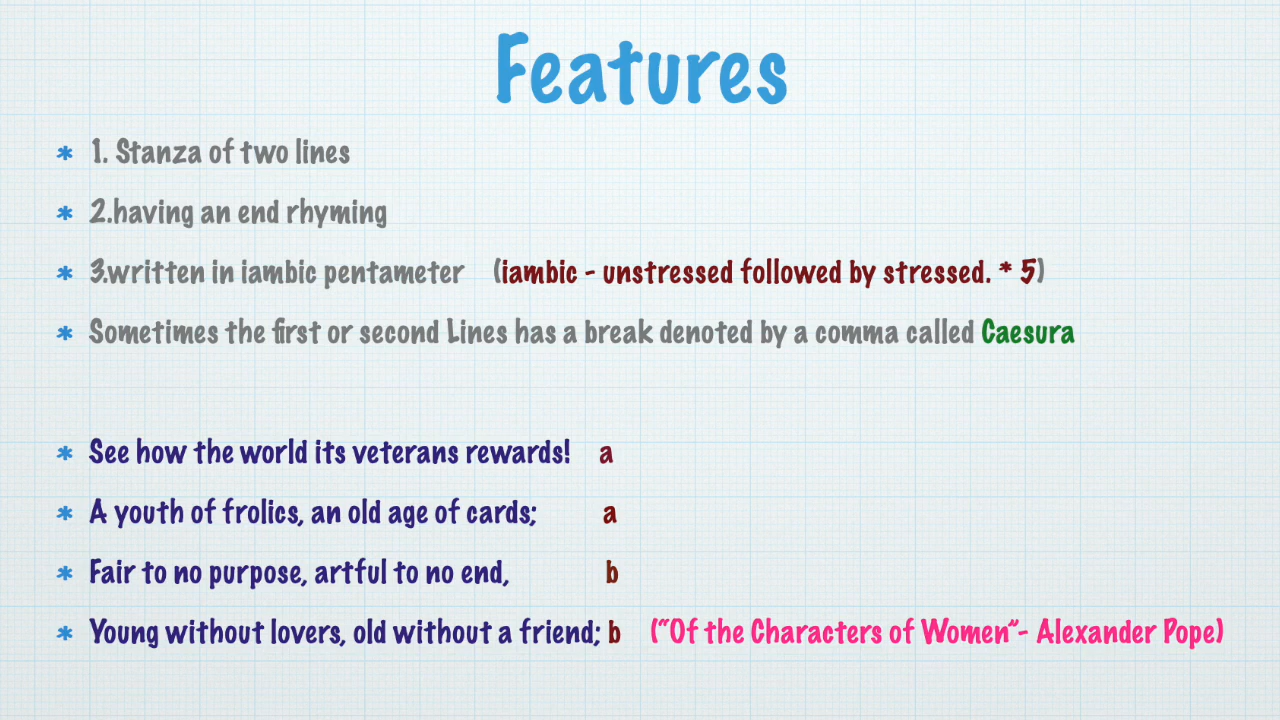 Features
* 1. Stanza of two lines
* 2.having an end rhyming
* 3.written in iambic pentameter (iambic - unstressed followed by stressed. * 5)
* Sometimes the first or second Lines has a break denoted by a comma called Caesura
* See how the world its veterans rewards! a
* A youth of frolics, an old age of cards; a
* Fair to no purpose, artful to no end, b
* Young without lovers, old without a friend; b (“Of the Characters of Women”- Alexander Pope)